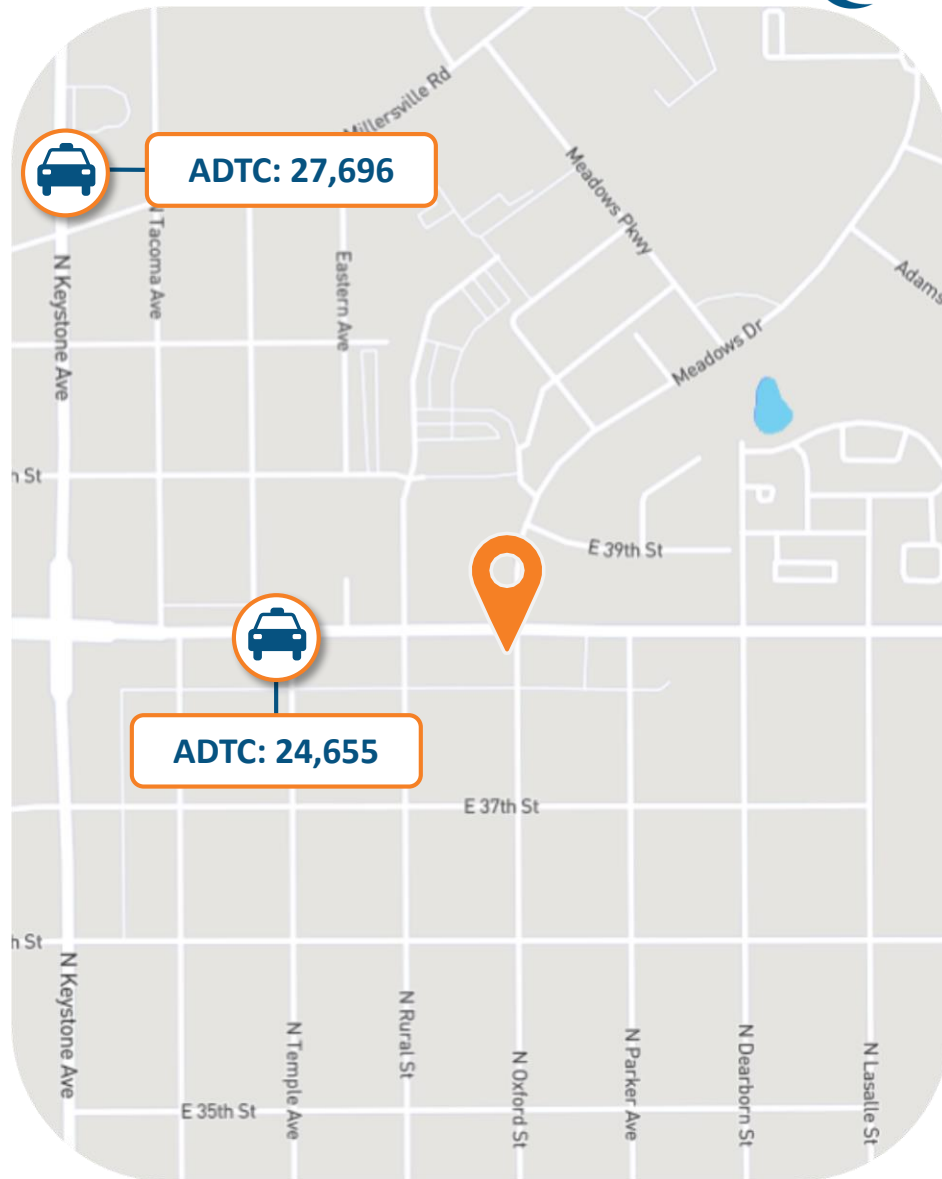 Millersville Rd
ADTC: 27,696
Meadows Pkwy
N Tacoma Ave
Eastern Ave
N Keystone Ave
Adams
Meadows Dr
h St
E 39th St
ADTC: 24,655
E 37th St
h St
N Keystone Ave
N Rural St
N Temple Ave
N Oxford St
N Parker Ave
N Dearborn St
N Lasalle St
E 35th St